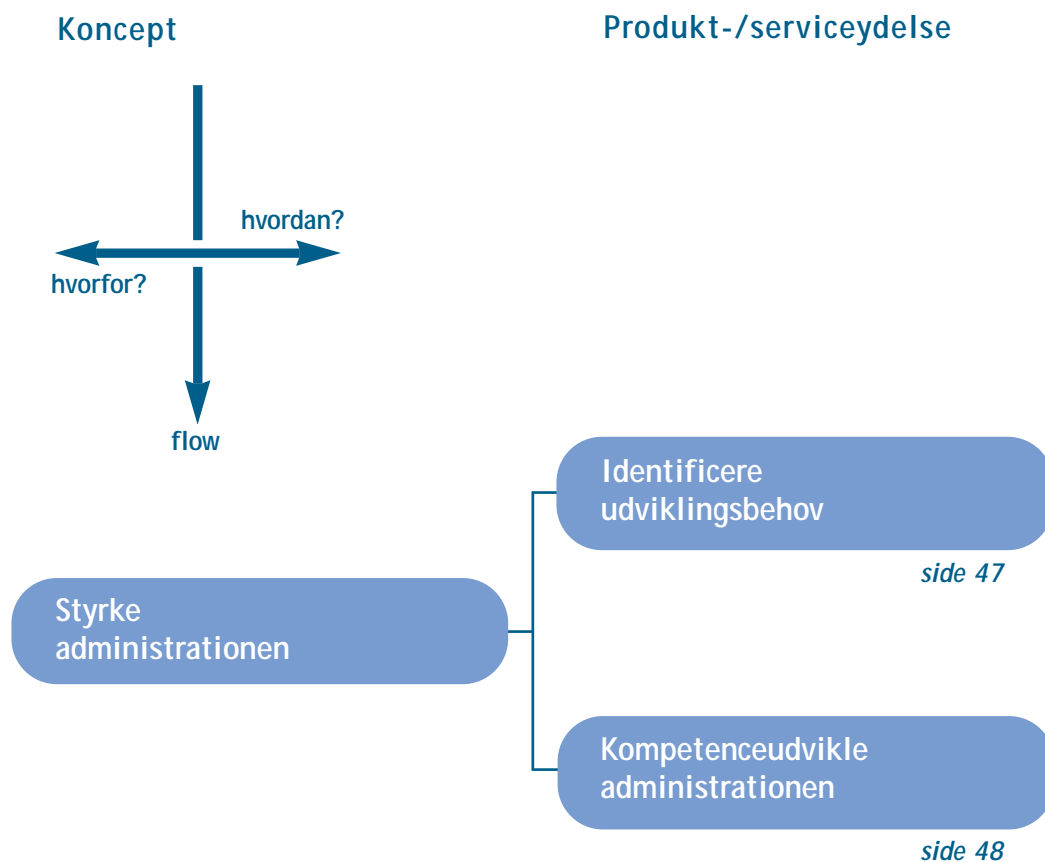 Koncept
Produkt-/serviceydelse
hvordan?
hvorfor?
flow
Identificere
udviklingsbehov
side 47
Styrke
administrationen
Kompetenceudvikle
administrationen
side 48